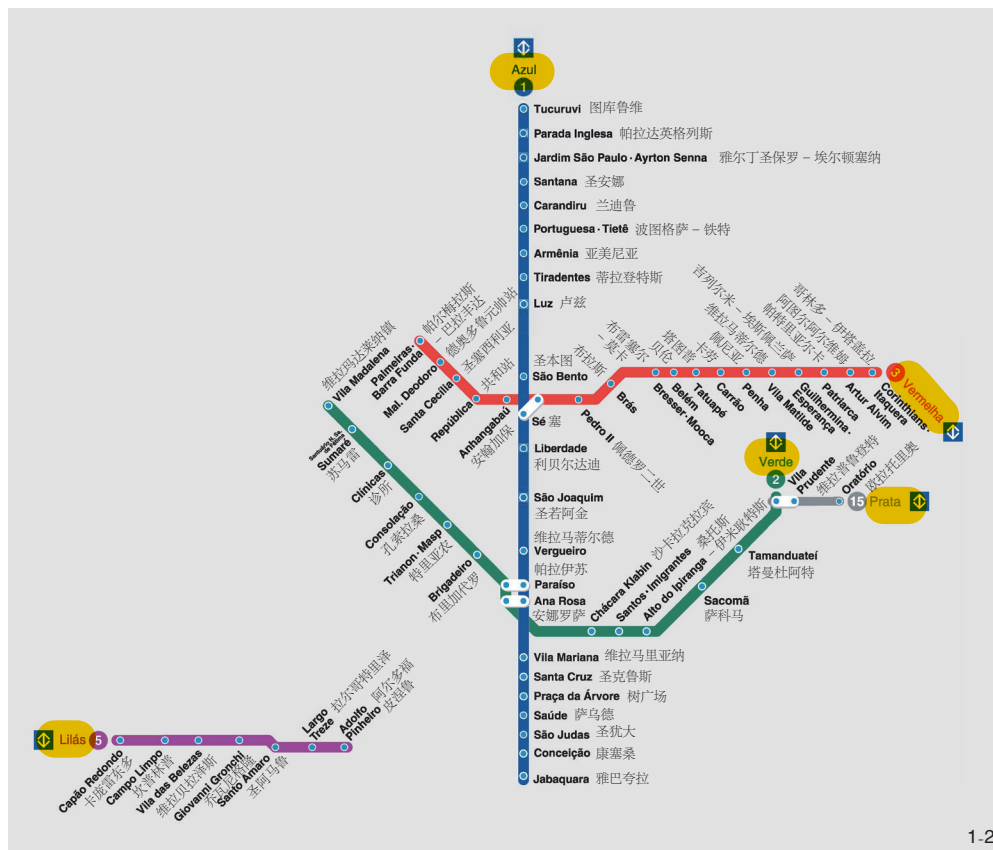 Azul
1
Tucuruvi 图库鲁维
Parada Inglesa 帕拉达英格列斯
Jardim São Paulo · Ayrton Senna 雅尔丁圣保罗 – 埃尔顿塞纳
Santana 圣安娜
Carandiru 兰迪鲁
Portuguesa · Tietê 波图格萨 – 铁特
Armênia 亚美尼亚
Tiradentes 蒂拉登特斯
Luz 卢兹
圣本图
São Bento
Sé 塞
Liberdade
利贝尔达迪
São Joaquim
圣若阿金
维拉马蒂尔德
Vergueiro
帕拉伊苏
Paraíso
Ana Rosa
安娜罗萨
Vila Mariana 维拉马里亚纳
Santa Cruz 圣克鲁斯
Praça da Árvore 树广场
Saúde 萨乌德
São Judas 圣犹大
Conceição 康塞桑
Jabaquara 雅巴夸拉
帕尔梅拉斯
– 巴拉丰达
Palmeiras ·
Barra Funda
德奥多鲁元帅站
Mal. Deodoro
圣塞西利亚
Santa Cecília
共和站
República
Anhangabaú
安翰加保
Pedro II 佩德罗二世
布拉斯
Brás
布雷塞尔
– 莫卡
Bresser · Mooca
贝伦
Belém
塔图普
Tatuapé
卡劳
Carrão
佩尼亚
Penha
维拉马蒂尔德
Vila Matilde
吉列尔米 – 埃斯佩兰萨
Guilhermina ·
Esperança
帕特里亚尔卡
Patriarca
阿图尔阿尔维姆
Artur Alvim
哥林多 – 伊塔盖拉
Corinthians ·
Itaquera
3
Vermelha
维拉玛达莱纳镇
Vila Madalena
Santuário N. Sa.
de Fátima
Sumaré
苏马雷
Clínicas
诊所
Consolação
孔索拉桑
Trianon · Masp
特里亚农
Brigadeiro
布里加代罗
Chácara Klabin 沙卡拉克拉宾
Santos · Imigrantes 桑托斯
Alto do Ipiranga – 伊米耿特斯
Sacomã
萨科马
Tamanduateí
塔曼杜阿特
Verde
2
Vila
Prudente 维拉普鲁登特
Oratório
欧拉托里奥
15
Prata
Lilás
5
Capão Redondo
卡庞雷东多
Campo Limpo
坎普林普
Vila das Belezas
维拉贝拉泽斯
Giovanni Gronchi
乔瓦尼格隆
Santo Amaro
圣阿马鲁
Largo
Treze 拉尔哥特里泽
Adolfo 阿尔多福
Pinheiro 皮涅鲁
1-2